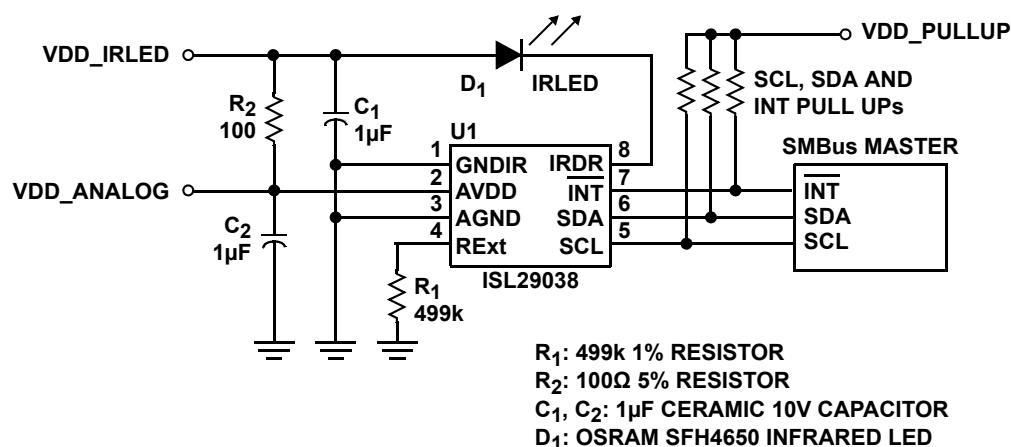 VDD_IRLED
VDD_PULLUP
D1
IRLED
R2
100
C1
1µF
SCL, SDA AND
INT PULL UPs
U1
SMBus MASTER
VDD_ANALOG
1
2
3
4
GNDIR
AVDD
AGND
RExt
IRDR
INT
SDA
SCL
8
7
6
5
INT
SDA
SCL
ISL29038
C2
1µF
R1
499k
R1: 499k 1% RESISTOR
R2: 100Ω 5% RESISTOR
C1, C2: 1µF CERAMIC 10V CAPACITOR
D1: OSRAM SFH4650 INFRARED LED